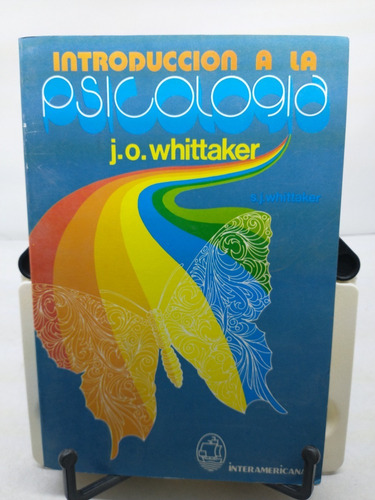 INTRODUCCION A LA
psicologia
j.o. whittaker
s.j. whittaker
interamericana